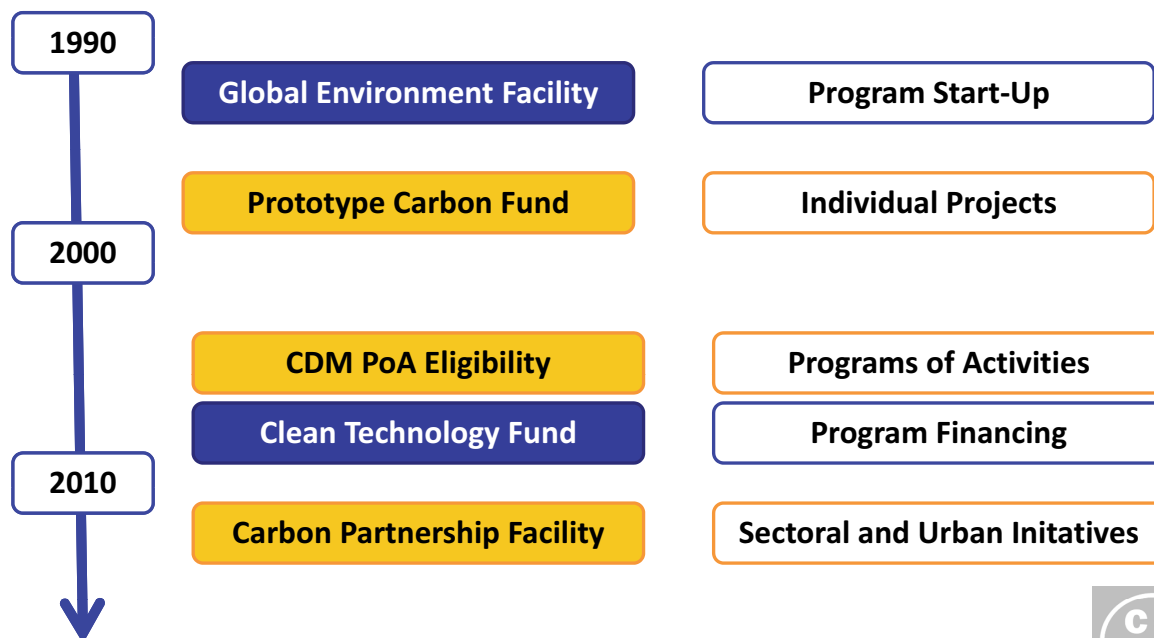 1990
Global Environment Facility
Program Start-Up
Prototype Carbon Fund
Individual Projects
2000
CDM PoA Eligibility
Programs of Activities
Clean Technology Fund
Program Financing
2010
Carbon Partnership Facility
Sectoral and Urban Initatives
C